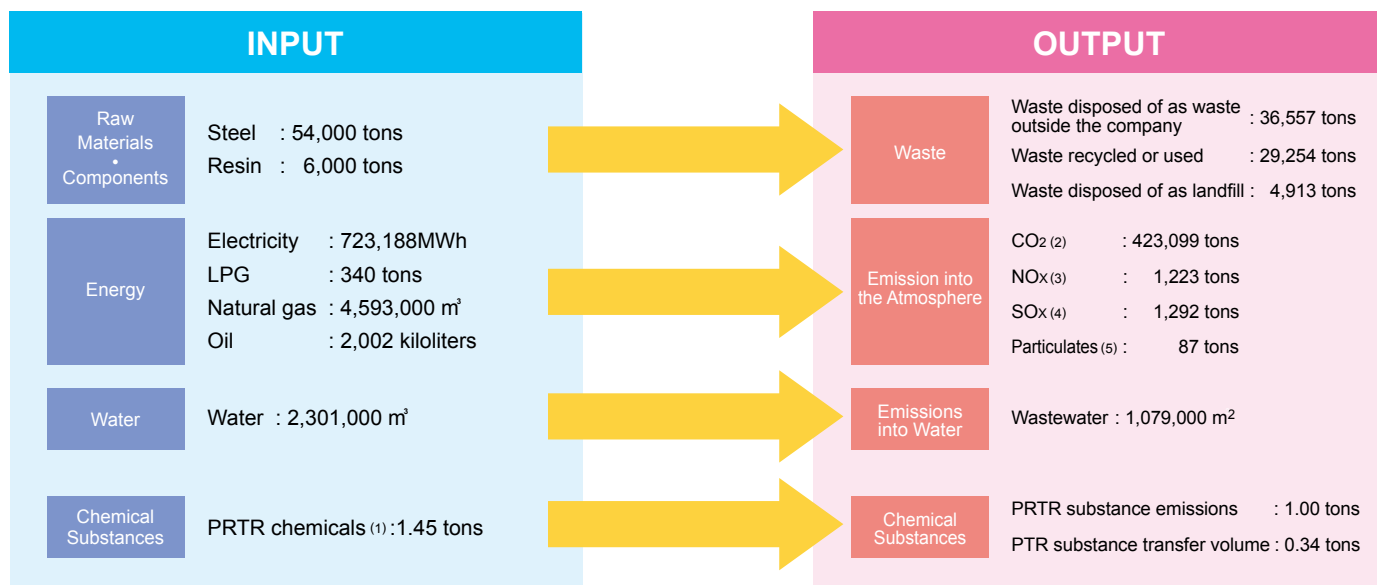 INPUT
Raw
Materials
•
Components
Steel : 54,000 tons
Resin : 6,000 tons
Energy
Electricity : 723,188MWh
LPG : 340 tons
Natural gas : 4,593,000 ㎥
Oil : 2,002 kiloliters
Water
Water : 2,301,000 ㎥
Chemical
Substances
PRTR chemicals (1) :1.45 tons
OUTPUT
Waste
Waste disposed of as waste
outside the company : 36,557 tons
Waste recycled or used : 29,254 tons
Waste disposed of as landfill : 4,913 tons
Emission into
the Atmosphere
CO2 (2) : 423,099 tons
NOX (3) : 1,223 tons
SOX (4) : 1,292 tons
Particulates (5) : 87 tons
Emissions
into Water
Wastewater : 1,079,000 m²
Chemical
Substances
PRTR substance emissions : 1.00 tons
PTR substance transfer volume : 0.34 tons